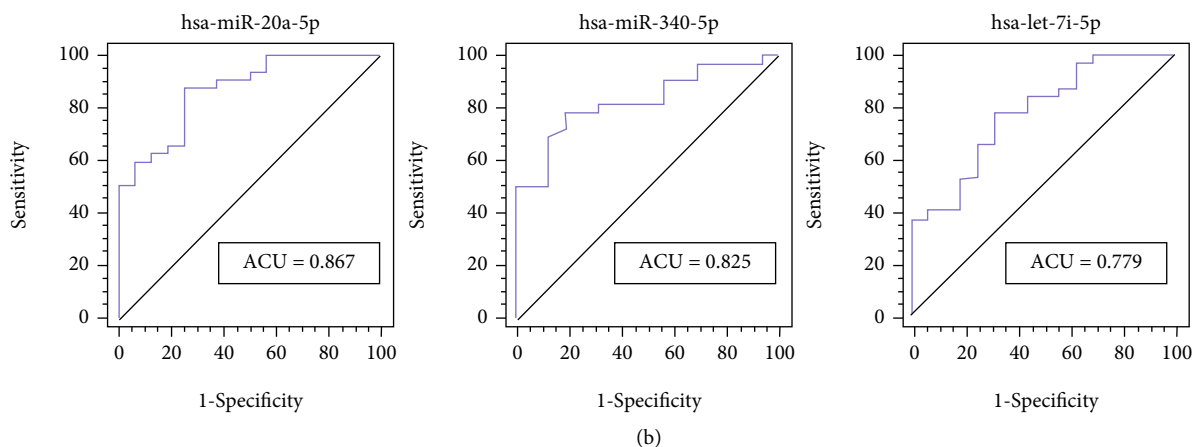 hsa-miR-20a-5p
100
80
60
40
20
0
Sensitivity
ACU = 0.867
0 20 40 60 80 100
1-Specificity
hsa-miR-340-5p
100
80
60
40
20
0
Sensitivity
ACU = 0.825
0 20 40 60 80 100
1-Specificity
hsa-let-7i-5p
100
80
60
40
20
0
Sensitivity
ACU = 0.779
0 20 40 60 80 100
1-Specificity
(b)